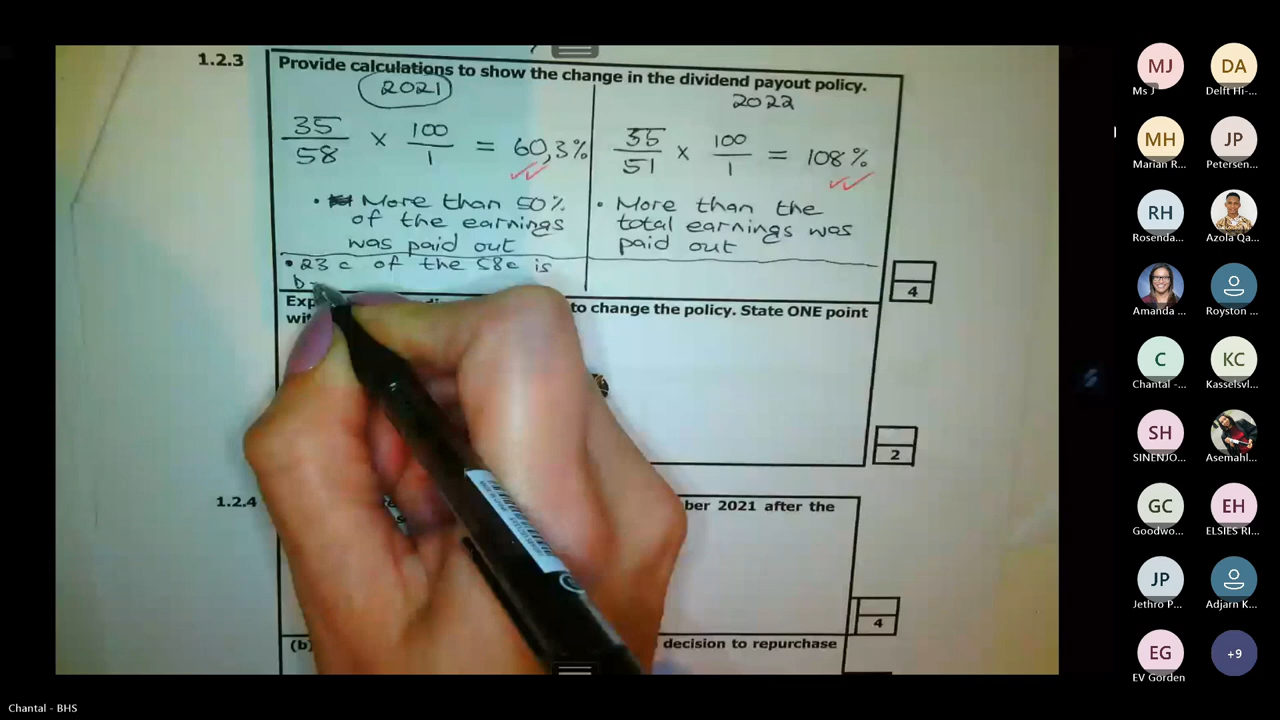 1.2.3
Provide calculations to show the change in the dividend payout policy.
2021
2022
35
58
× 100
1
= 60,3%
35
51
× 100
1
= 108%
• More than 50%
of the earnings
was paid out
• More than the
total earnings was
paid out
• 23 c of the 58c is
4
to change the policy. State ONE point
2
1.2.4
ber 2021 after the
4
(b)
decision to repurchase
MJ
Ms J
DA
Delft Hi-...
MH
Marian R...
JP
Petersen...
RH
Rosenda...
Azola Qa...
Amanda ...
Royston ...
C
Chantal -...
KC
Kasselsvl...
SH
SINENJO...
Asemahl...
GC
Goodwo...
EH
ELSIES RI...
JP
Jethro P...
Adjarn K...
EG
EV Gorden
+9
Chantal - BHS